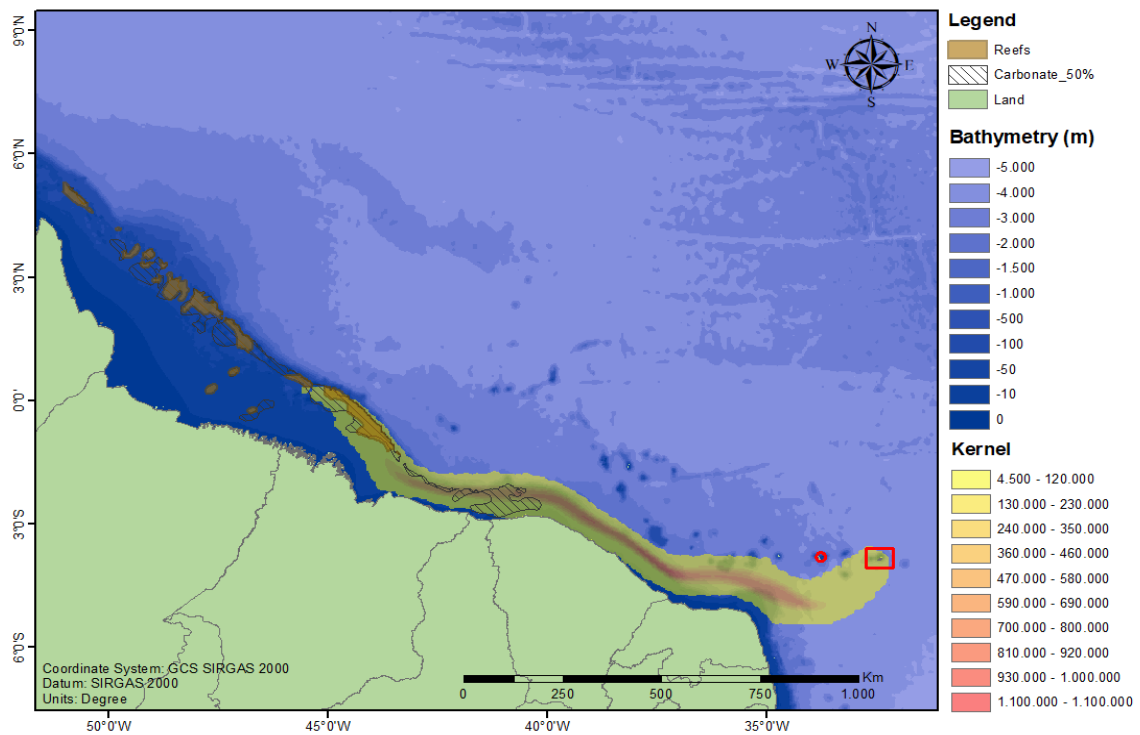 9°0'N
6°0'N
3°0'N
0°0'
3°0'S
6°0'S
N
W
E
S
Coordinate System: GCS SIRGAS 2000
Datum: SIRGAS 2000
Units: Degree
Km
0
250
500
750
1.000
50°0'W
45°0'W
40°0'W
35°0'W
Legend
Reefs
Carbonate_50%
Land
Bathymetry (m)
-5.000
-4.000
-3.000
-2.000
-1.500
-1.000
-500
-100
-50
-10
0
Kernel
4.500 - 120.000
130.000 - 230.000
240.000 - 350.000
360.000 - 460.000
470.000 - 580.000
590.000 - 690.000
700.000 - 800.000
810.000 - 920.000
930.000 - 1.000.000
1.100.000 - 1.100.000